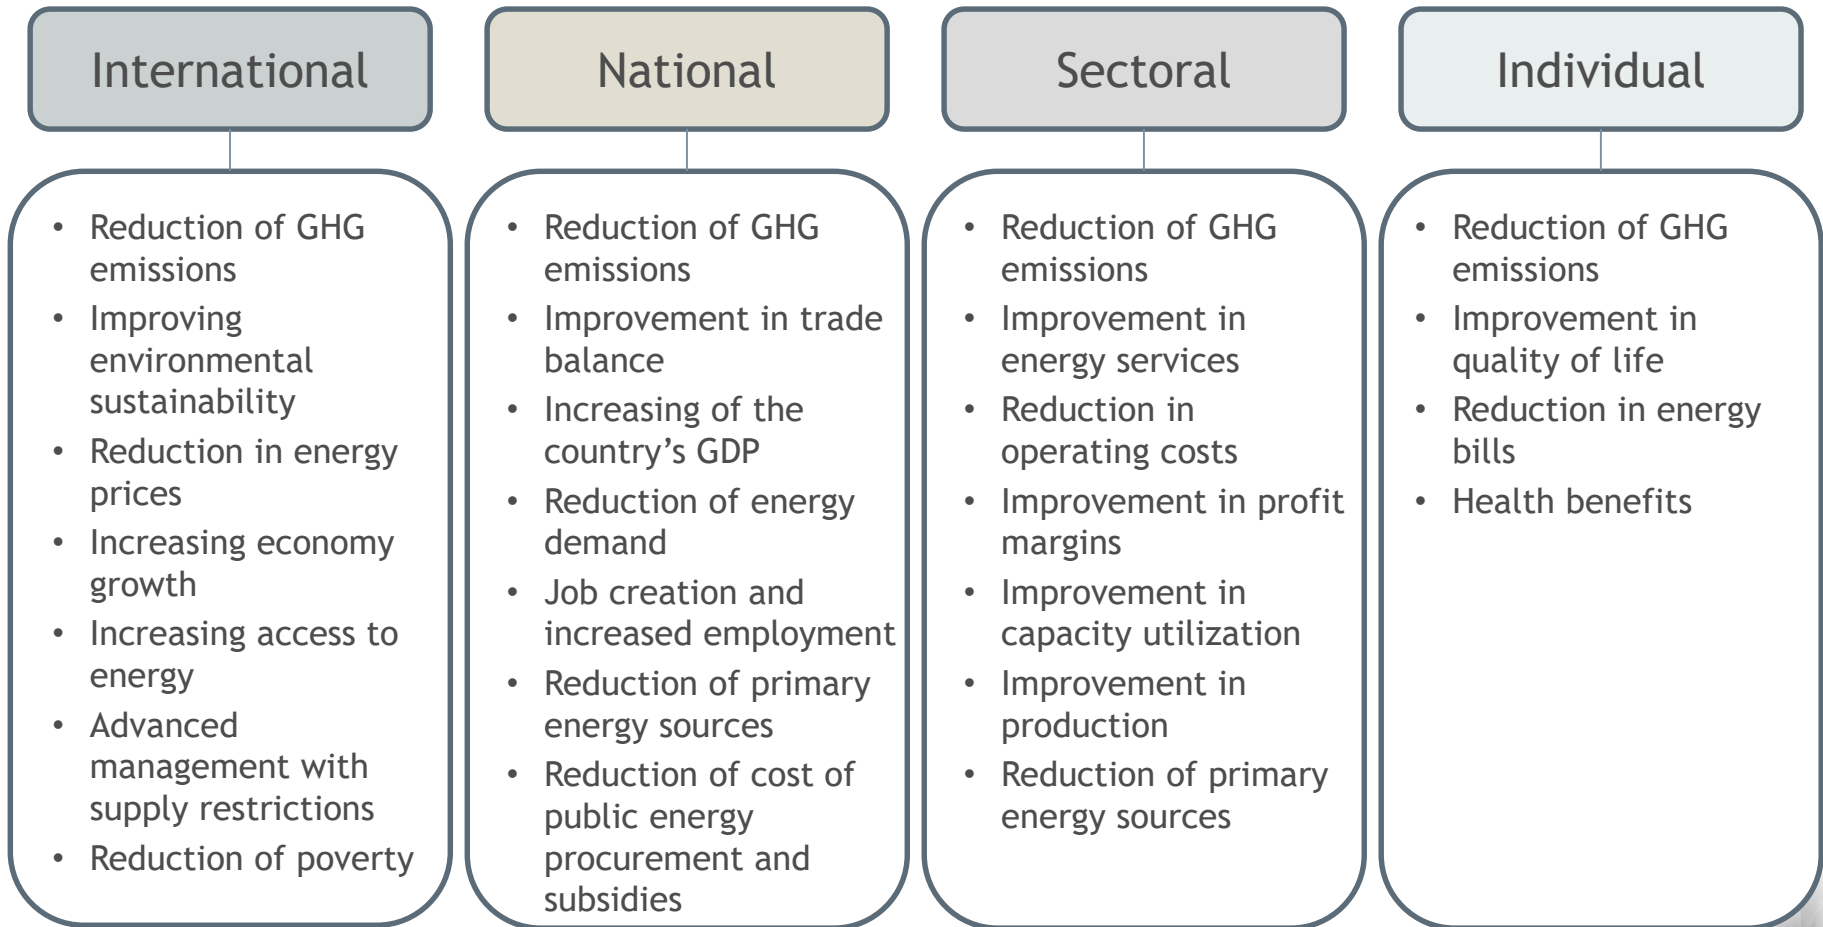 International
• Reduction of GHG
emissions
• Improving
environmental
sustainability
• Reduction in energy
prices
• Increasing economy
growth
• Increasing access to
energy
• Advanced
management with
supply restrictions
• Reduction of poverty
National
• Reduction of GHG
emissions
• Improvement in trade
balance
• Increasing of the
country’s GDP
• Reduction of energy
demand
• Job creation and
increased employment
• Reduction of primary
energy sources
• Reduction of cost of
public energy
procurement and
subsidies
Sectoral
• Reduction of GHG
emissions
• Improvement in
energy services
• Reduction in
operating costs
• Improvement in profit
margins
• Improvement in
capacity utilization
• Improvement in
production
• Reduction of primary
energy sources
Individual
• Reduction of GHG
emissions
• Improvement in
quality of life
• Reduction in energy
bills
• Health benefits